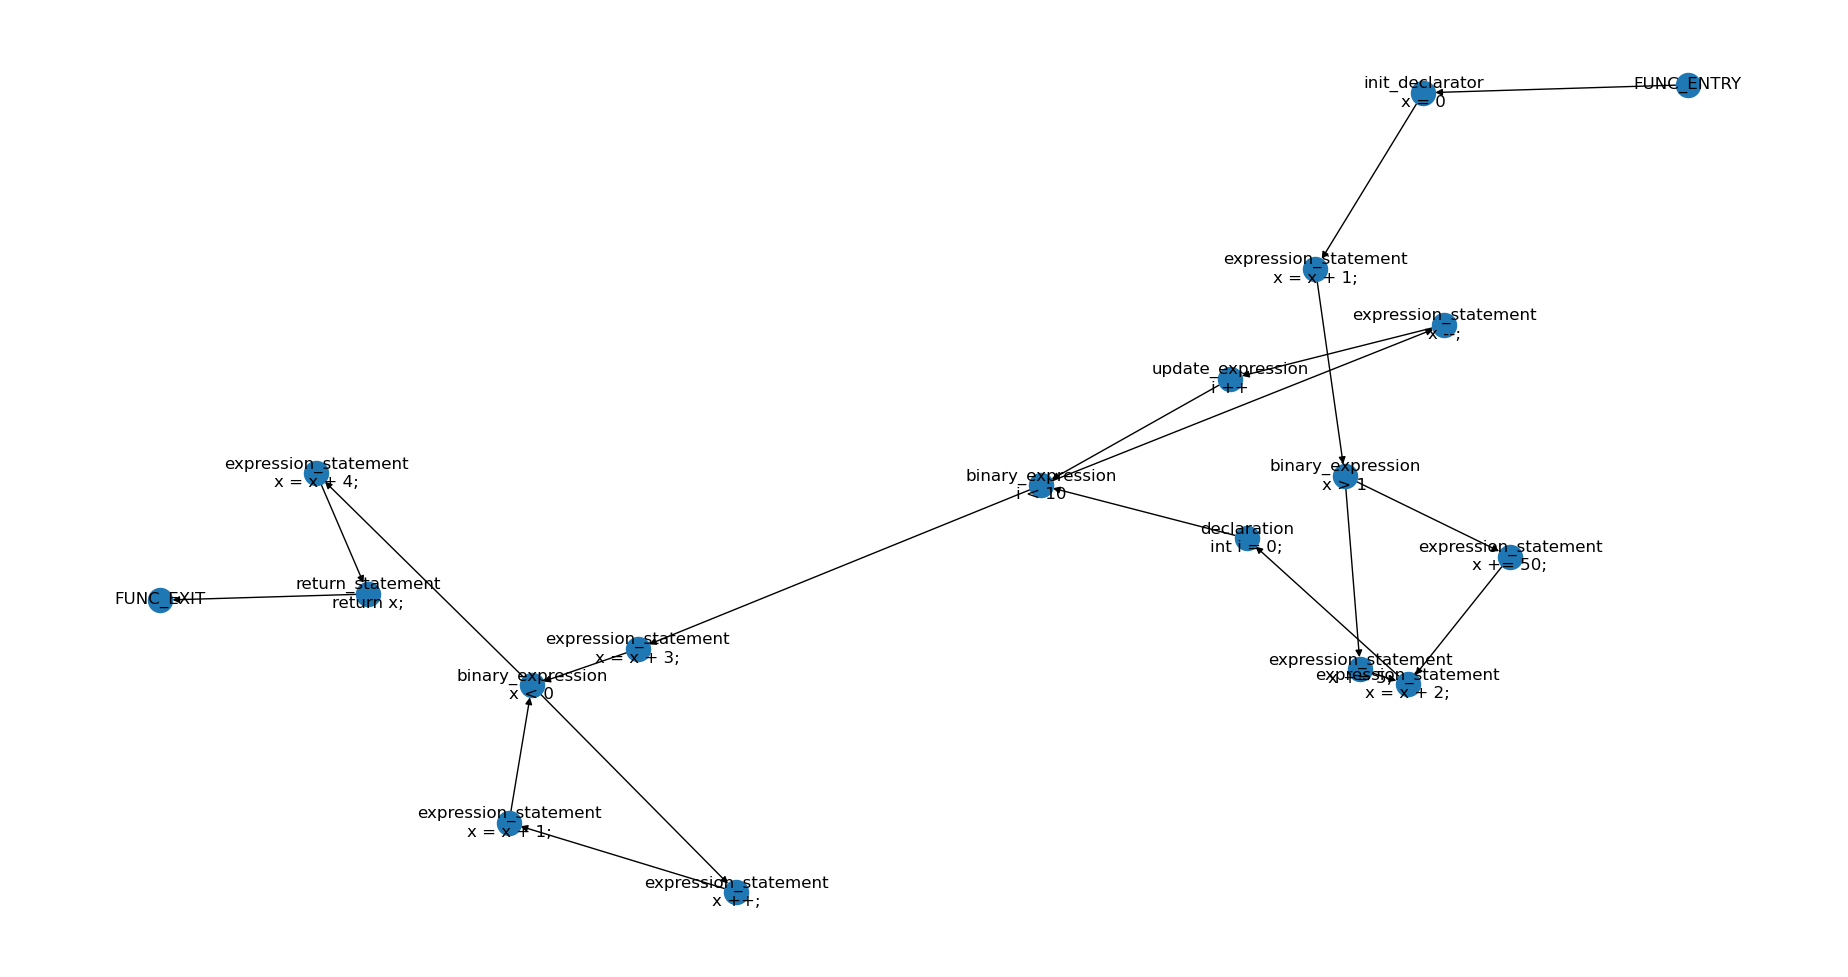 init_declarator
x = 0
FUNC_ENTRY
expression_statement
x = x + 1;
expression_statement
x --;
update_expression
i ++
expression_statement
x = x + 4;
binary_expression
i < 10
binary_expression
x > 1
declaration
int i = 0;
expression_statement
x += 50;
return_statement
return x;
FUNC_EXIT
expression_statement
x = x + 3;
expression_statement
x += 5;
binary_expression
x < 0
expression_statement
x = x + 2;
expression_statement
x = x + 1;
expression_statement
x ++;